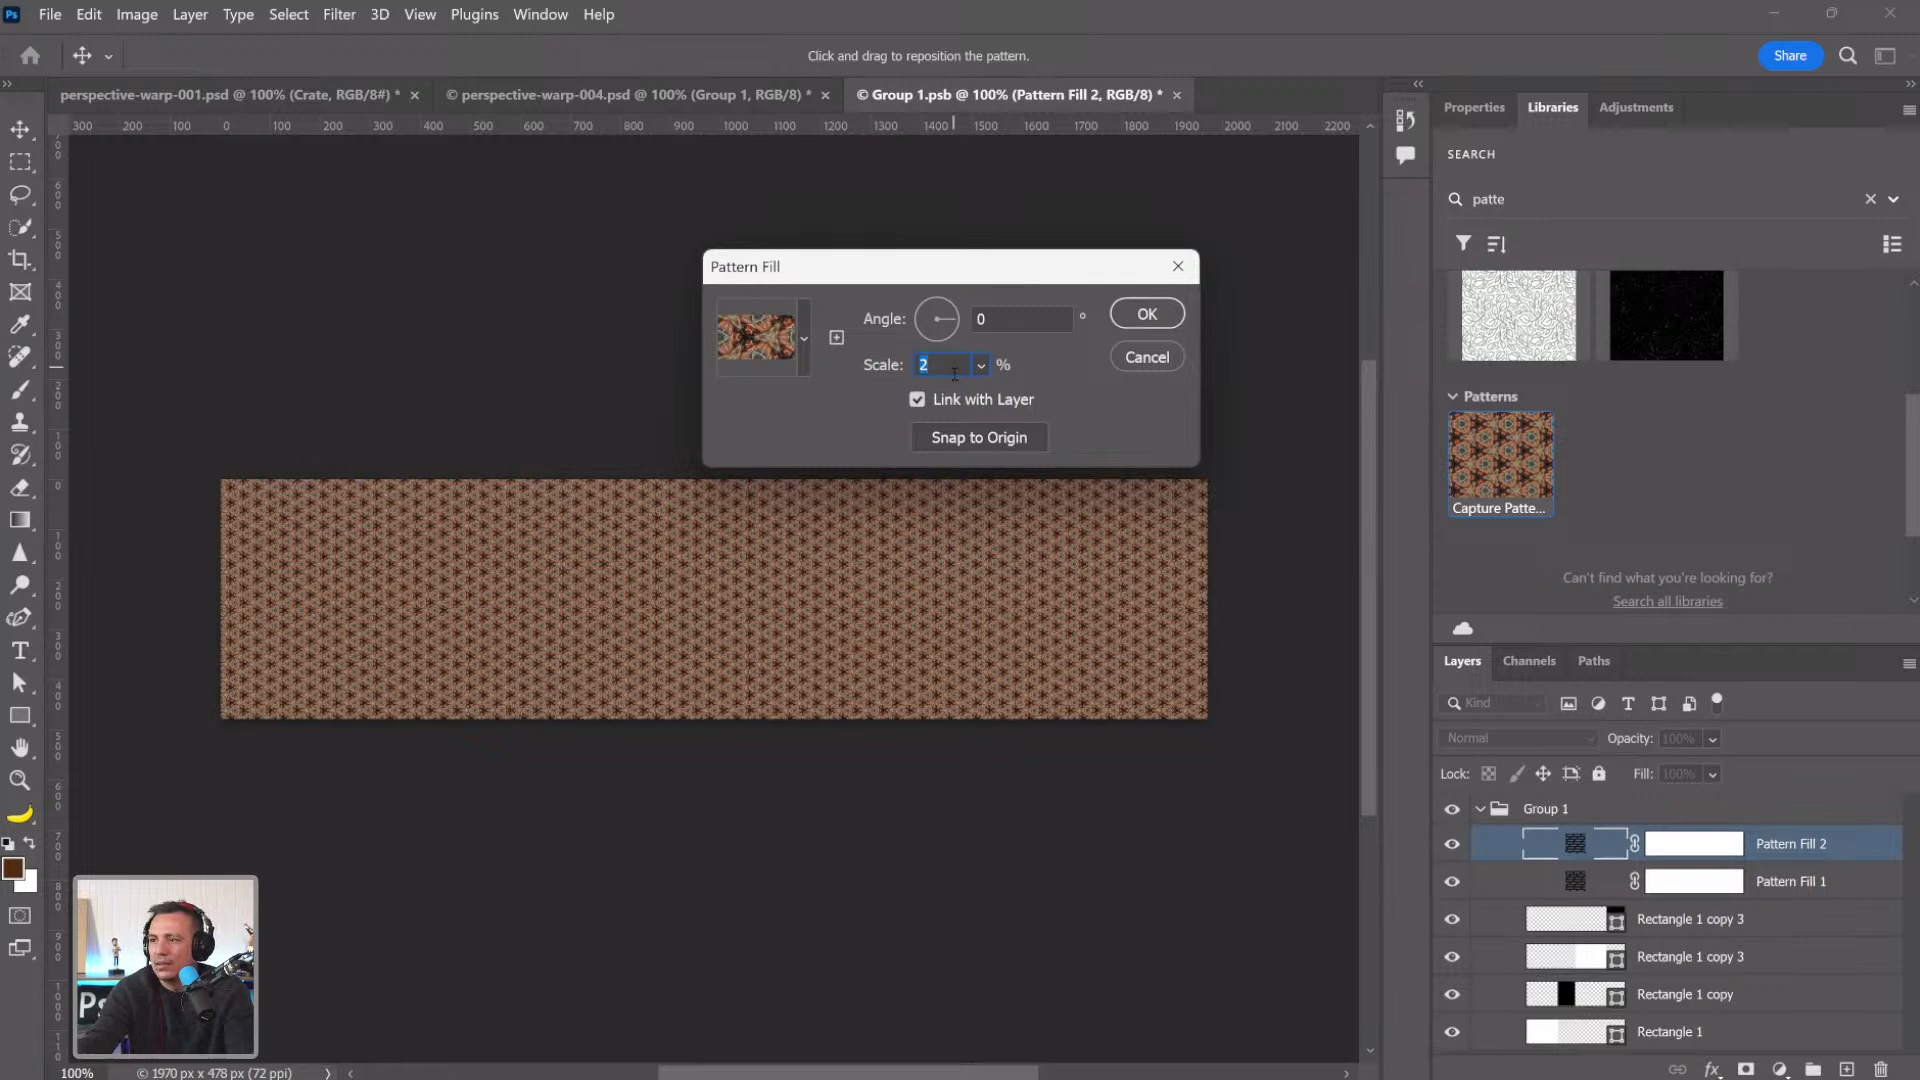 Ps File Edit Image Layer Type Select Filter 3D View Plugins Window Help
Click and drag to reposition the pattern.
Share
perspective-warp-001.psd @ 100% (Crate, RGB/8#) *
© perspective-warp-004.psd @ 100% (Group 1, RGB/8) *
© Group 1.psb @ 100% (Pattern Fill 2, RGB/8) *
300 200 100 0 100 200 300 400 500 600 700 800 900 1000 1100 1200 1300 1400 1500 1600 1700 1800 1900 2000 2100 2200
Properties Libraries Adjustments
SEARCH
patte
Pattern Fill
Angle: 0 °
OK
Scale: 2 %
Cancel
Link with Layer
Snap to Origin
Patterns
Capture Patte...
Can't find what you're looking for?
Search all libraries
Layers Channels Paths
Kind
Normal Opacity: 100%
Lock: Fill: 100%
Group 1
Pattern Fill 2
Pattern Fill 1
Rectangle 1 copy 3
Rectangle 1 copy 3
Rectangle 1 copy
Rectangle 1
Ps
100% © 1970 px x 478 px (72 ppi)
fx